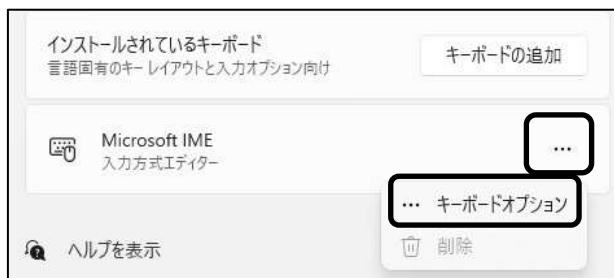 インストールされているキーボード
言語固有のキー レイアウトと入力オプション向け
キーボードの追加
Microsoft IME
入力方式エディター
…
… キーボードオプション
削除
ヘルプを表示